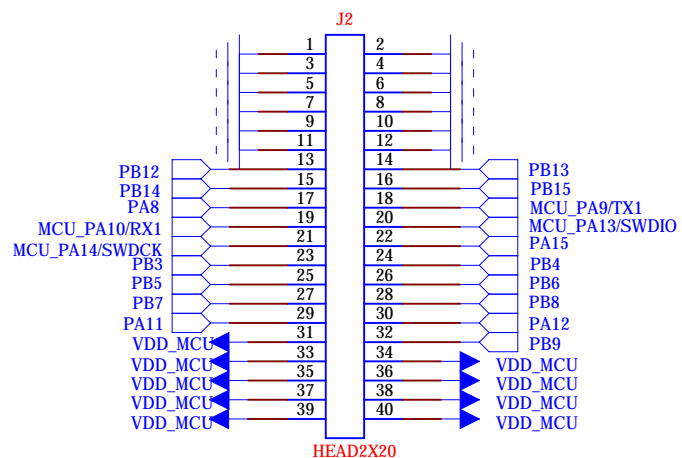 J2
1 2
3 4
5 6
7 8
9 10
11 12
PB12 13 14 PB13
PB14 15 16 PB15
PA8 17 18 MCU_PA9/TX1
MCU_PA10/RX1 19 20 MCU_PA13/SWDIO
MCU_PA14/SWDCK 21 22 PA15
PB3 23 24 PB4
PB5 25 26 PB6
PB7 27 28 PB8
PA11 29 30 PA12
VDD_MCU 31 32 PB9
VDD_MCU 33 34 VDD_MCU
VDD_MCU 35 36 VDD_MCU
VDD_MCU 37 38 VDD_MCU
VDD_MCU 39 40 VDD_MCU
HEAD2X20